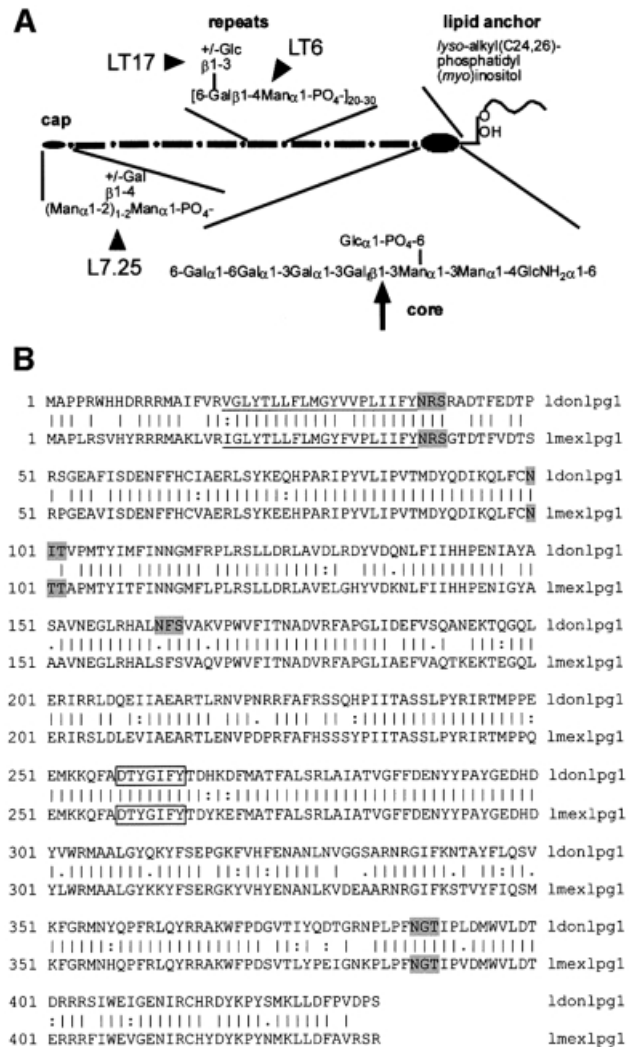 A
repeats
lipid anchor
+/-Glc
β1-3
LT17
LT6
[6-Galβ1-4Manα1-PO4-]20-30
lyso-alkyl(C24,26)-
phosphatidyl
(myo)inositol
O
OH
cap
+/-Gal
β1-4
(Manα1-2)1-2Manα1-PO4-
L7.25
Glcα1-PO4-6
6-Galα1-6Galα1-3Galα1-3Galfβ1-3Manα1-3Manα1-4GlcNH2α1-6
core
B
1 MAPPRWHHDRRRMAIFVRVGLYTLLFLMGYVVPLIIFYNRSRADTFEDTP ldonlpg1
1 MAPLRSVHYRRRMAKLVRIGLYTLLFLMGYFVPLIIFYNRSGTDTFVDTS lmexlpg1
51 RSGEAFISDENFFHCIAERLSYKEQHPARIPYVLIPVTMDYQDIKQLFCN ldonlpg1
51 RPGEAVISDENFFHCVAERLSYKEEHPARIPYVLIPVTMDYQDIKQLFCN lmexlpg1
101 ITVPMTYIMFINNGMFRPLRSLLDRLAVDLRDYVDQNLFIIHHPENIAYA ldonlpg1
101 TTAPMTYITFINNGMFLPLRSLLDRLAVELGHYVDKNLFIIHHPENIGYA lmexlpg1
151 SAVNEGLRHALNFSVAKVPWVFITNADVRFAPGLIDEFVSQANEKTQGQL ldonlpg1
151 AAVNEGLRHALSFSVAQVPWVFITNADVRFAPGLIAEFVAQTKEKTEGQL lmexlpg1
201 ERIRRLDQEIIAEARTLRNVPNRRFAFRSSQHPIITASSLPYRIRTMPPE ldonlpg1
201 ERISRLDLEVIAEARTLENVPDPRFAFHSSSYPIITASSLPYRIRTMPPQ lmexlpg1
251 EMKKQFADTYGIFYTDHKDFMATFALSRLAIATVGFFDENYYPAYGEDHD ldonlpg1
251 EMKKQFADTYGIFYTDYKEFMATFALSRLAIATVGFFDENYYPAYGEDHD lmexlpg1
301 YVWRMAALGYQKYFSEPGKFVHFENANLNVGGSARNRGIFKNTAYFLQSV ldonlpg1
301 YLWRMAALGYKKYFSERGKYVHYENANLKVDEAARNRGIFKSTVYFIQSM lmexlpg1
351 KFGRMNYQPFRLQYRRAKWFPDGVTIYQDTGRNPLPFNGTIPLDMWVLDT ldonlpg1
351 KFGRMNHQPFRLQYRRAKWFPDSVTLYPEIGNKPLPFNGTIPVDMWVLDT lmexlpg1
401 DRRRSIWEIGENIRCHRDYKPYSMKLLDFPVDPS ldonlpg1
401 ERRRFIWEVGENIRCHYDYKPYNMKLLDFAVRSR lmexlpg1